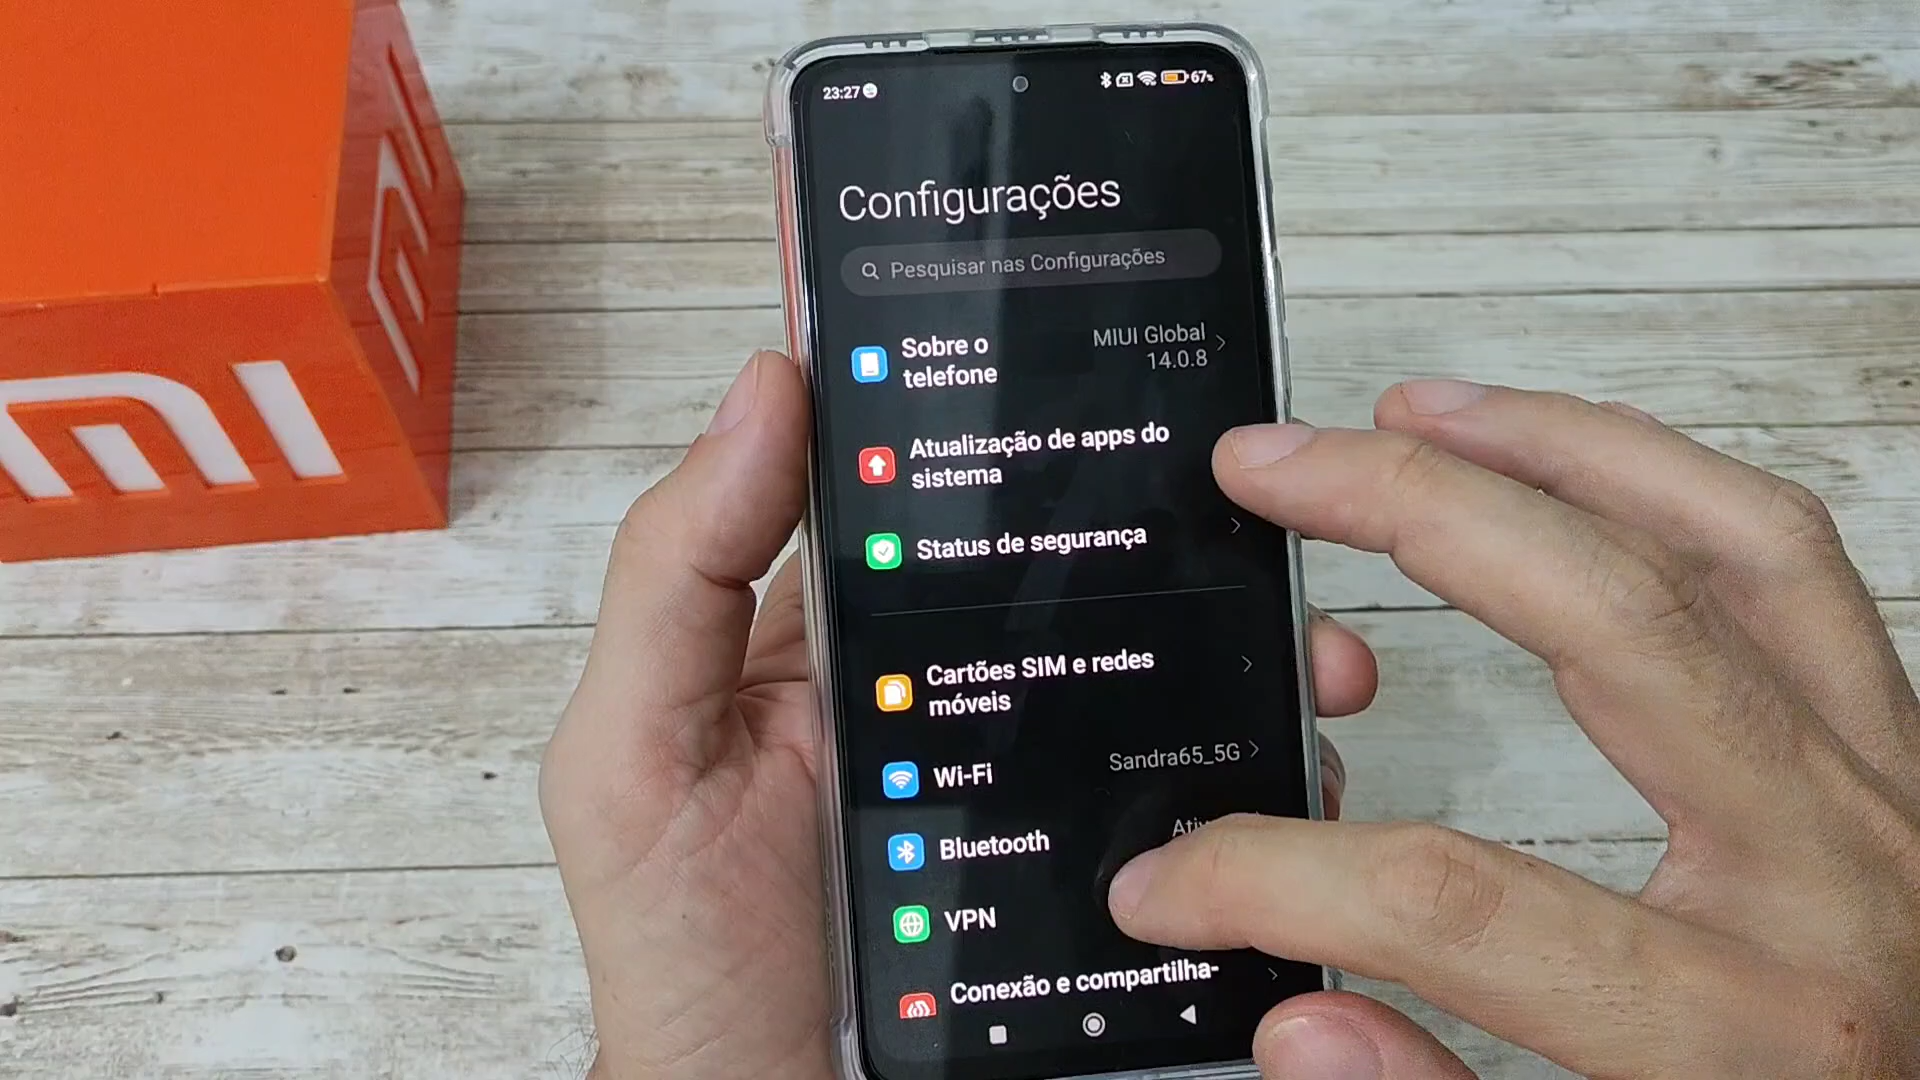 23:27
67%
Configurações
Pesquisar nas Configurações
Sobre o
telefone
MIUI Global
14.0.8
Atualização de apps do
sistema
Status de segurança
Cartões SIM e redes
móveis
Wi-Fi
Sandra65_5G
Bluetooth
VPN
Conexão e compartilha-